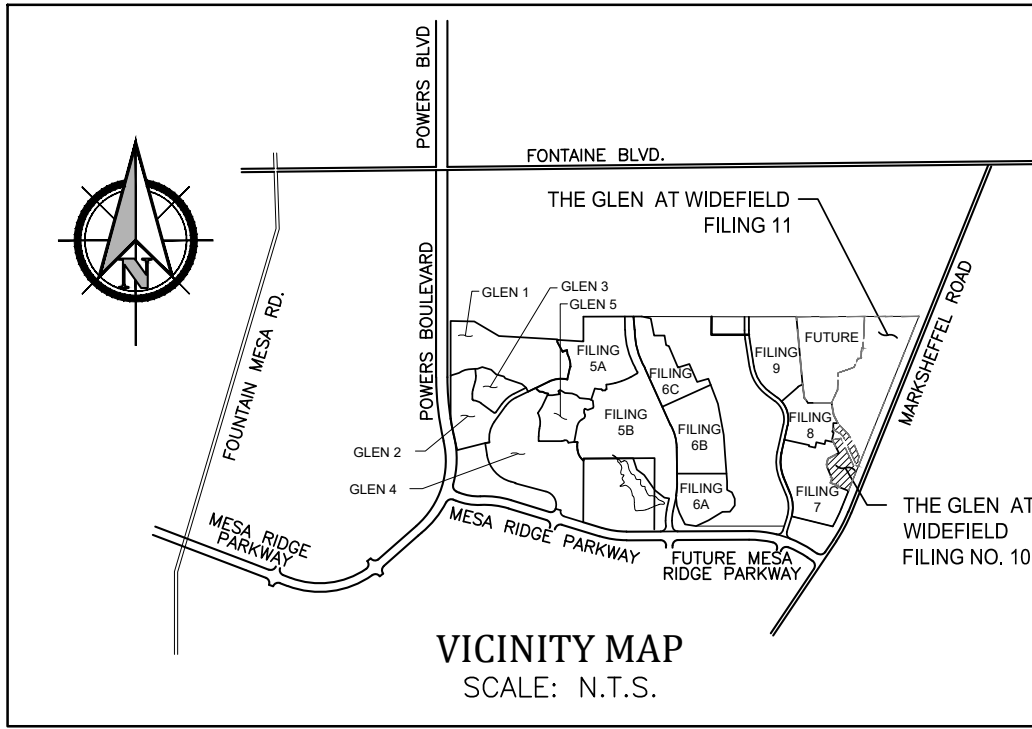 POWERS BLVD
FONTAINE BLVD.
THE GLEN AT WIDEFIELD
FILING 11
N
GLEN 1
GLEN 3
GLEN 5
POWERS BOULEVARD
FOUNTAIN MESA RD.
MARKSHEFFEL ROAD
FILING
5A
FILING
9
FUTURE
FILING
6C
GLEN 2
FILING
5B
FILING
6B
FILING
8
GLEN 4
FILING
6A
FILING
7
THE GLEN AT
WIDEFIELD
FILING NO. 10
MESA RIDGE
PARKWAY
MESA RIDGE PARKWAY
FUTURE MESA
RIDGE PARKWAY
VICINITY MAP
SCALE: N.T.S.